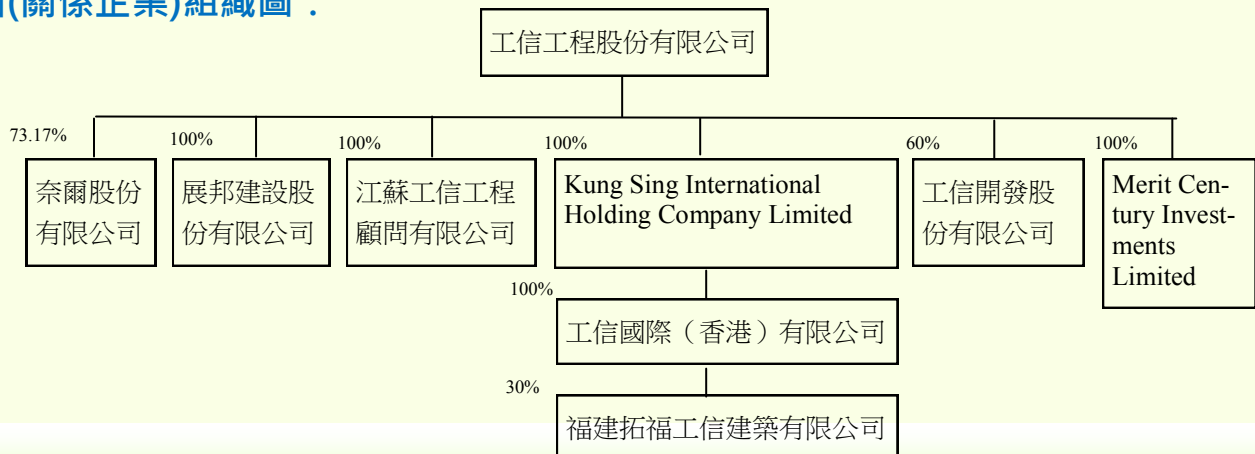 (關係企業)組織圖：
工信工程股份有限公司
73.17%
100%
100%
100%
60%
100%
奈爾股份
有限公司
展邦建設股
份有限公司
江蘇工信工程
顧問有限公司
Kung Sing International
Holding Company Limited
工信開發股
份有限公司
Merit Cen-
tury Invest-
ments
Limited
100%
工信國際（香港）有限公司
30%
福建拓福工信建築有限公司